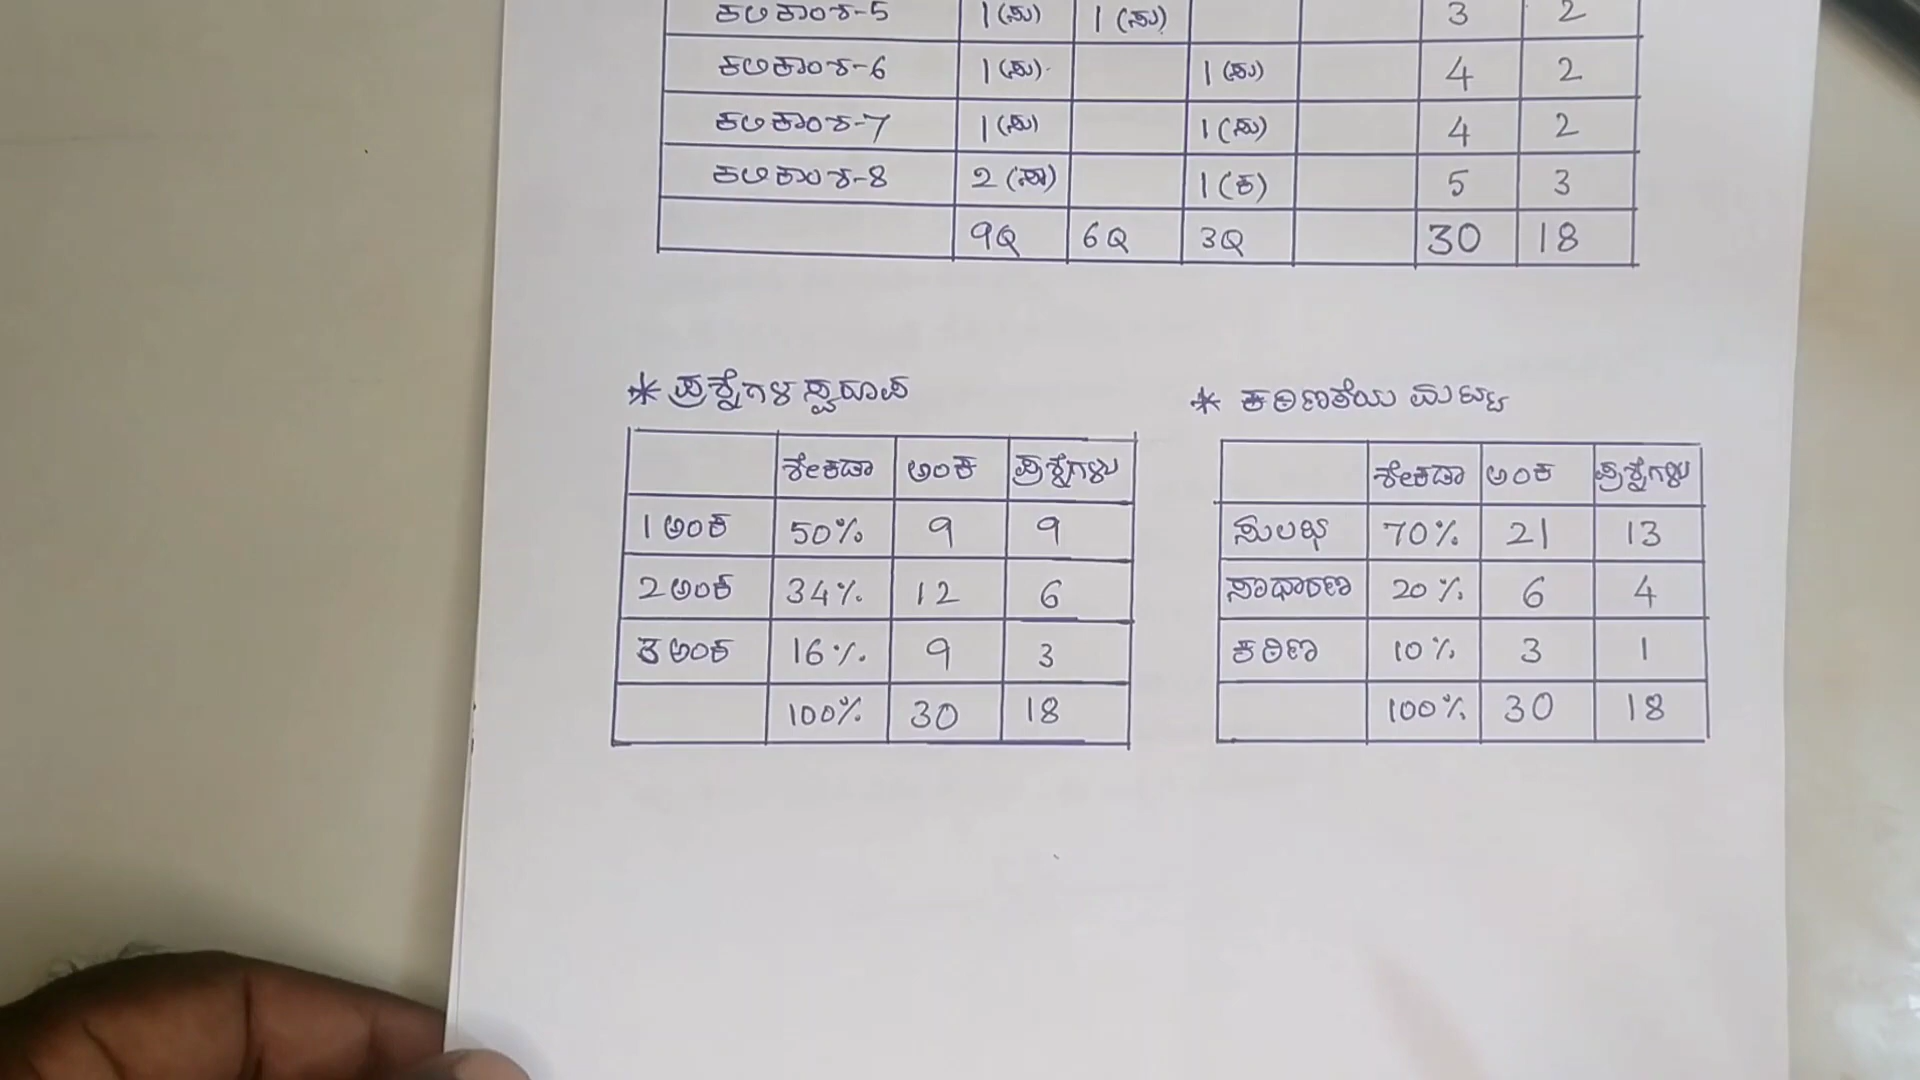 ಕಲಿಕಾಂಶ-5 1(ಸು) 1(ಸು) 3 2
ಕಲಿಕಾಂಶ-6 1(ಸು) 1(ಸು) 4 2
ಕಲಿಕಾಂಶ-7 1(ಸು) 1(ಸು) 4 2
ಕಲಿಕಾಂಶ-8 2(ಸಾ) 1(ಕ) 5 3
9Q 6Q 3Q 30 18
* ಪ್ರಶ್ನೆಗಳ ಸ್ವರೂಪ
ಶೇಕಡಾ ಅಂಕ ಪ್ರಶ್ನೆಗಳು
1 ಅಂಕ 50% 9 9
2 ಅಂಕ 34% 12 6
3 ಅಂಕ 16% 9 3
100% 30 18
* ಕಠಿಣತೆಯ ಮಟ್ಟ
ಶೇಕಡಾ ಅಂಕ ಪ್ರಶ್ನೆಗಳು
ಸುಲಭ 70% 21 13
ಸಾಧಾರಣ 20% 6 4
ಕಠಿಣ 10% 3 1
100% 30 18